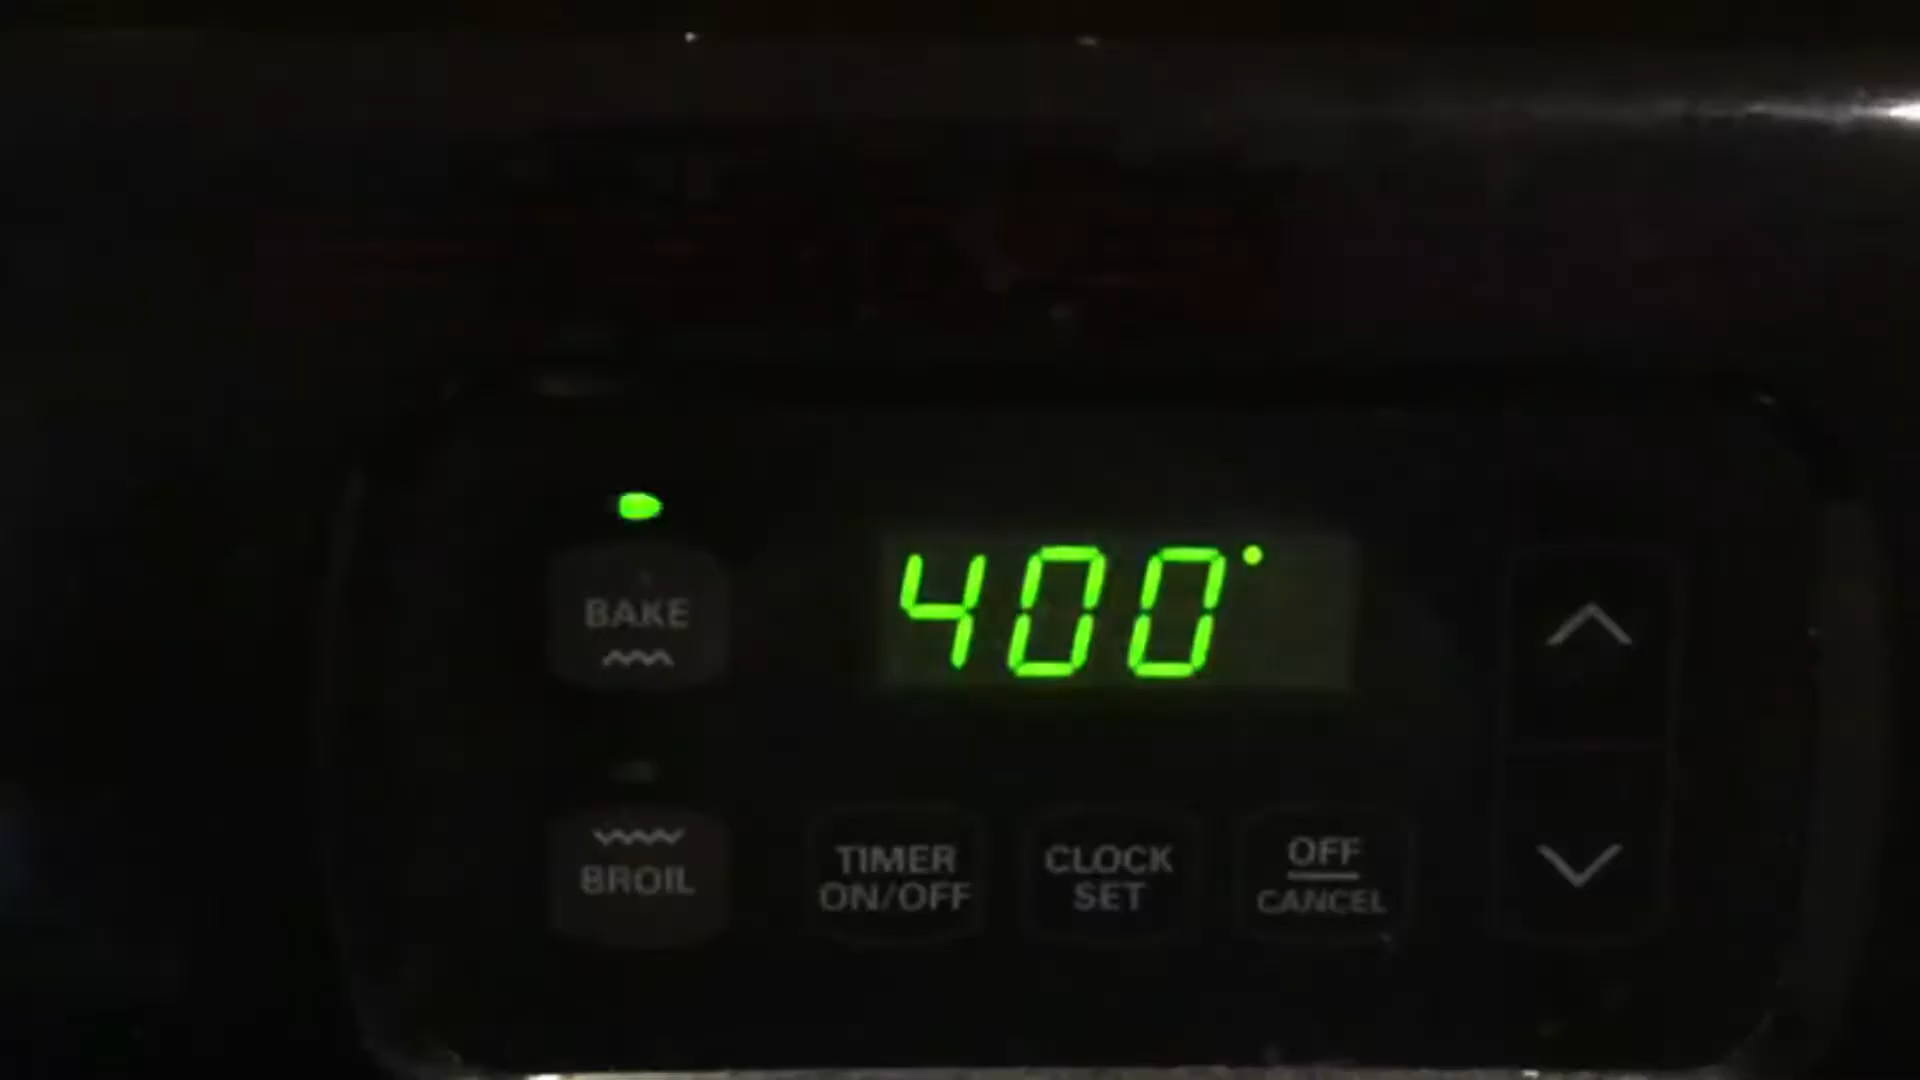 400°
BAKE
BROIL
TIMER
ON/OFF
CLOCK
SET
OFF
CANCEL